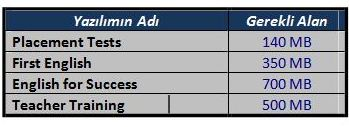 Yazılımın Adı Gerekli Alan
Placement Tests 140 MB
First English 350 MB
English for Success 700 MB
Teacher Training 500 MB